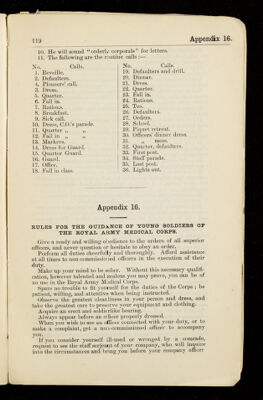 119 Appendix 16.
10. He will sound "orderly corporals" for letters.
11. The following are the routine calls :—
No. Calls.
1. Reveille.
2. Defaulters.
4. Pioneers' call.
3. Dress.
5. Quarter.
6. Fall in.
7. Rations.
8. Breakfast.
9. Sick call.
10. Dress, C.O.'s parade.
11. Quarter " "
12. Fall in " "
13. Markers.
14. Dress for Guard.
15. Quarter Guard.
16. Guard.
17. Office.
18. Fall in class.
No. Calls.
19. Defaulters and drill.
20. Dinner.
21. Dress.
22. Quarter.
23. Fall in.
24. Rations.
25. Tea.
26. Defaulters.
27. Orders.
28. School.
29. Piquet retreat.
30. Officers' dinner dress.
31. " mess.
32. Quarter, defaulters.
33. First post.
34. Staff parade.
35. Last post.
36. Lights out.
Appendix 16.
RULES FOR THE GUIDANCE OF YOUNG SOLDIERS OF
THE ROYAL ARMY MEDICAL CORPS.
Give a ready and willing obedience to the orders of all superior
officers, and never question or hesitate to obey an order.
Perform all duties cheerfully and thoroughly. Afford assistance
at all times to non-commissioned officers in the execution of their
duty.
Make up your mind to be sober. Without this necessary qualifi-
cation, however talented and zealous you may prove, you can be of
no use in the Royal Army Medical Corps.
Spare no trouble to fit yourself for the duties of the Corps; be
patient, willing, and attentive when being instructed.
Observe the greatest cleanliness in your person and dress, and
take the greatest care to preserve your equipment and clothing.
Acquire an erect and soldierlike bearing.
Always appear before an officer properly dressed.
When you wish to see an officer connected with your duty, or to
make a complaint, get a non-commissioned officer to accompany
you.
If you consider yourself ill-used or wronged by a comrade,
request to see the staff serjeant of your company, who will inquire
into the circumstances and bring you before your company officer